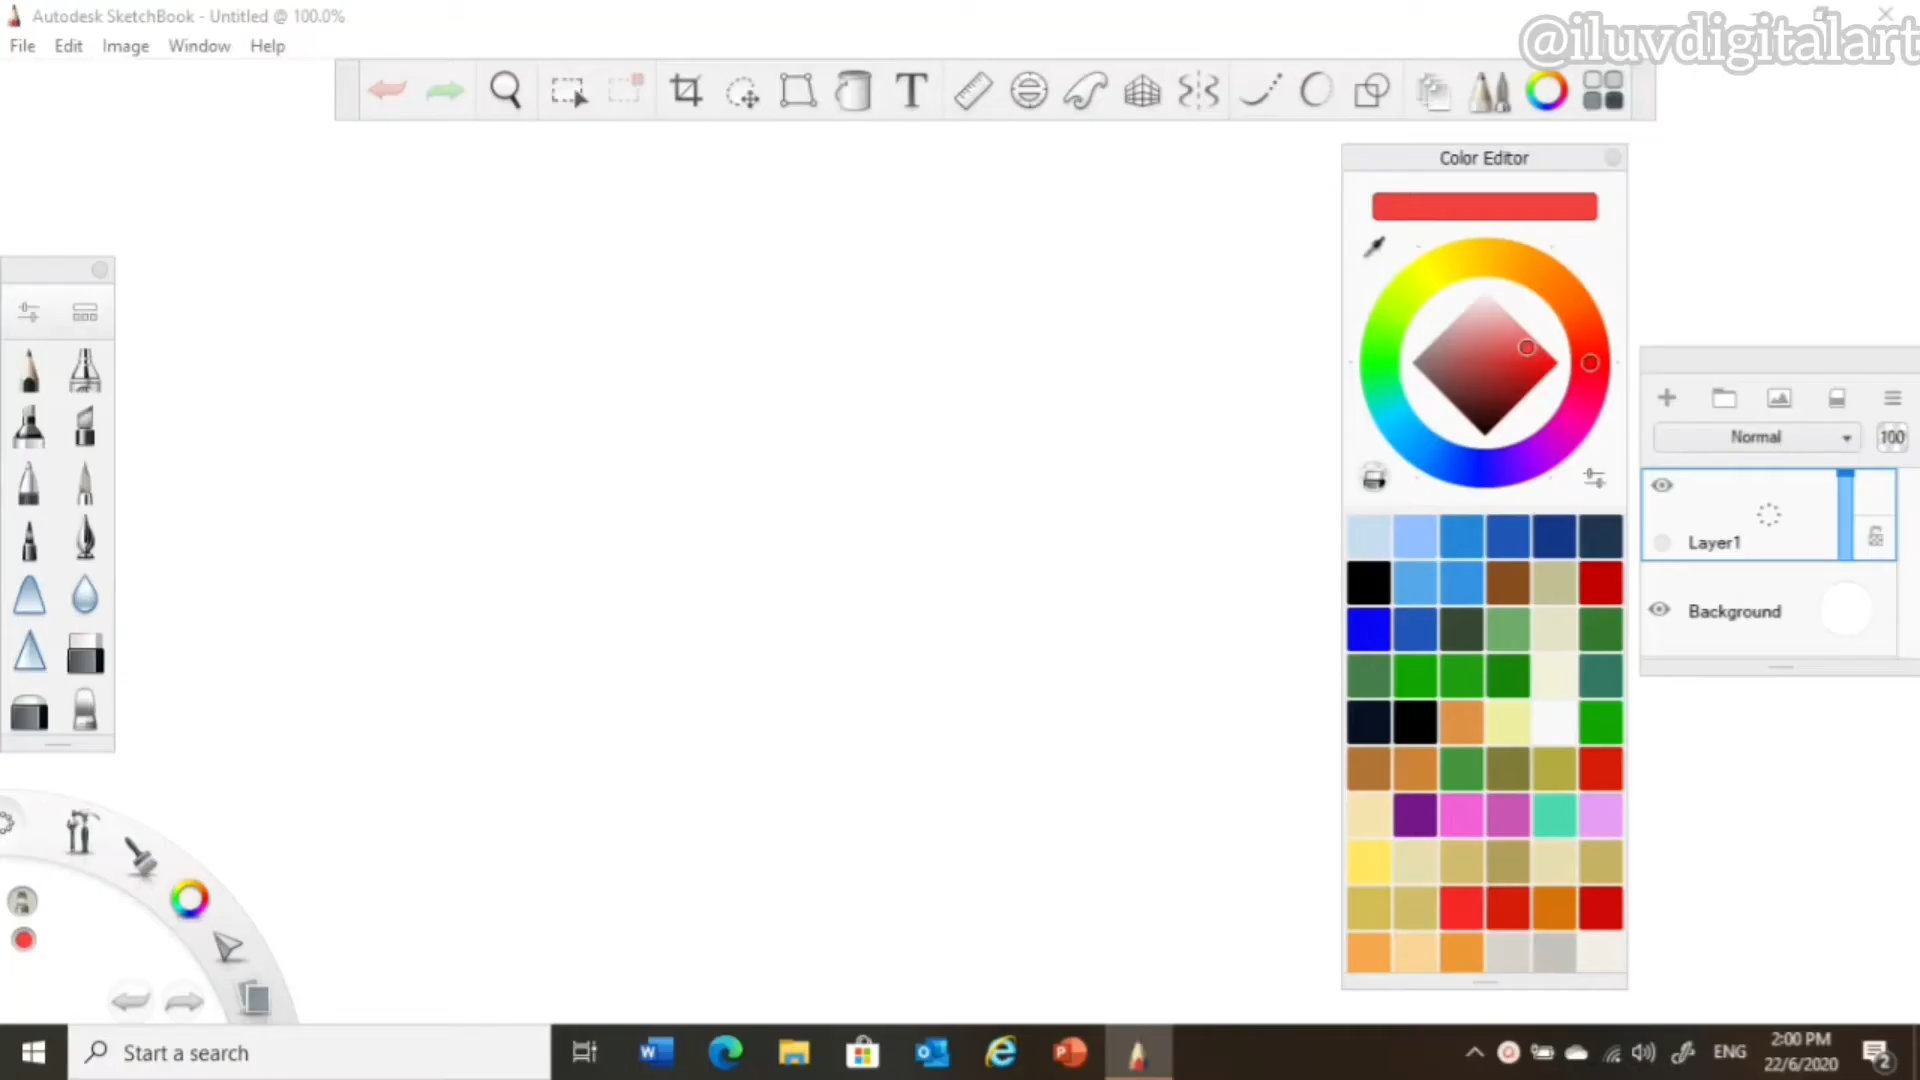 Autodesk SketchBook - Untitled @ 100.0%
@iluvdigitalart
File Edit Image Window Help
T
Color Editor
Normal 100
Layer1
Background
Start a search
ENG
2:00 PM
22/6/2020
2